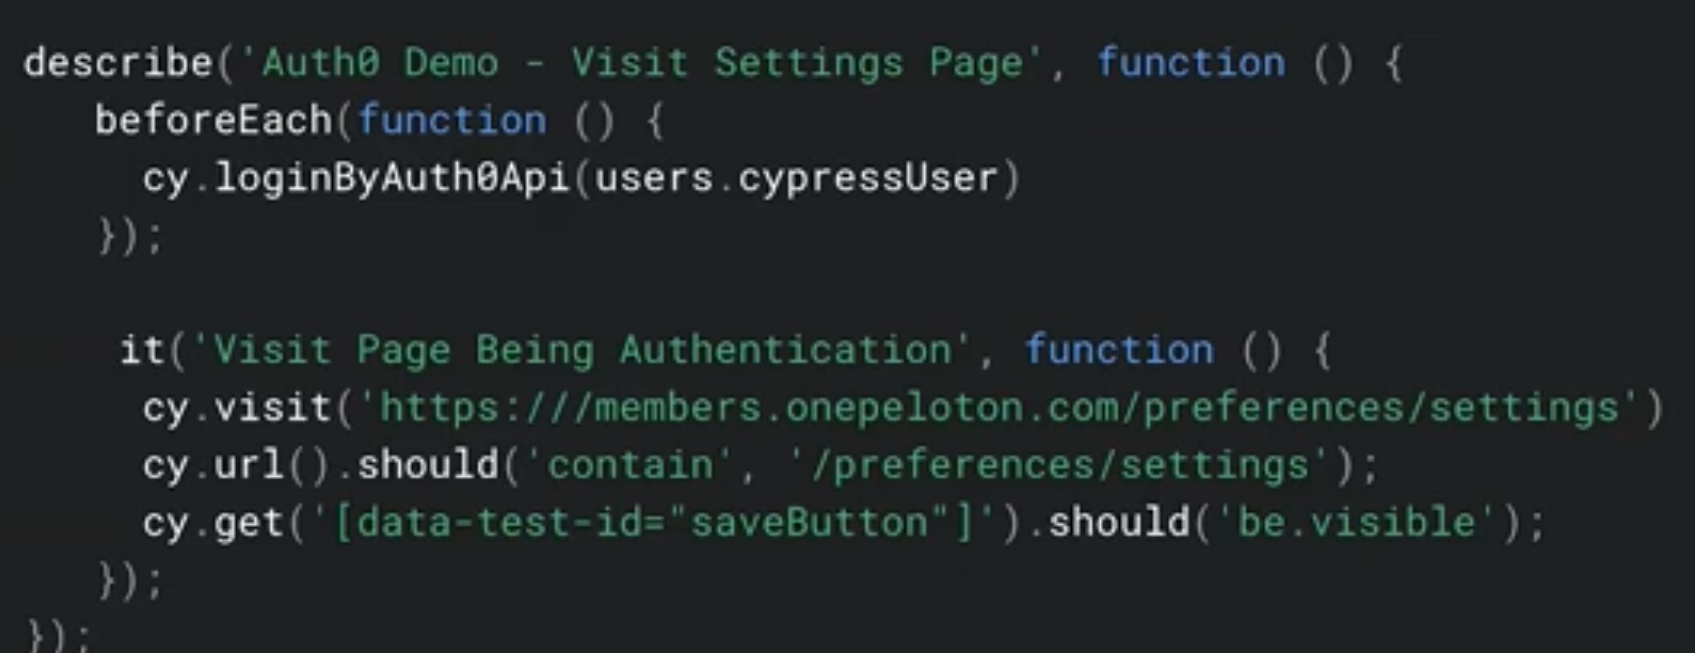 describe('Auth0 Demo - Visit Settings Page', function () {
beforeEach(function () {
cy.loginByAuth0Api(users.cypressUser)
});
it('Visit Page Being Authentication', function () {
cy.visit('https:///members.onepeloton.com/preferences/settings')
cy.url().should('contain', '/preferences/settings');
cy.get('[data-test-id="saveButton"]').should('be.visible');
});
});